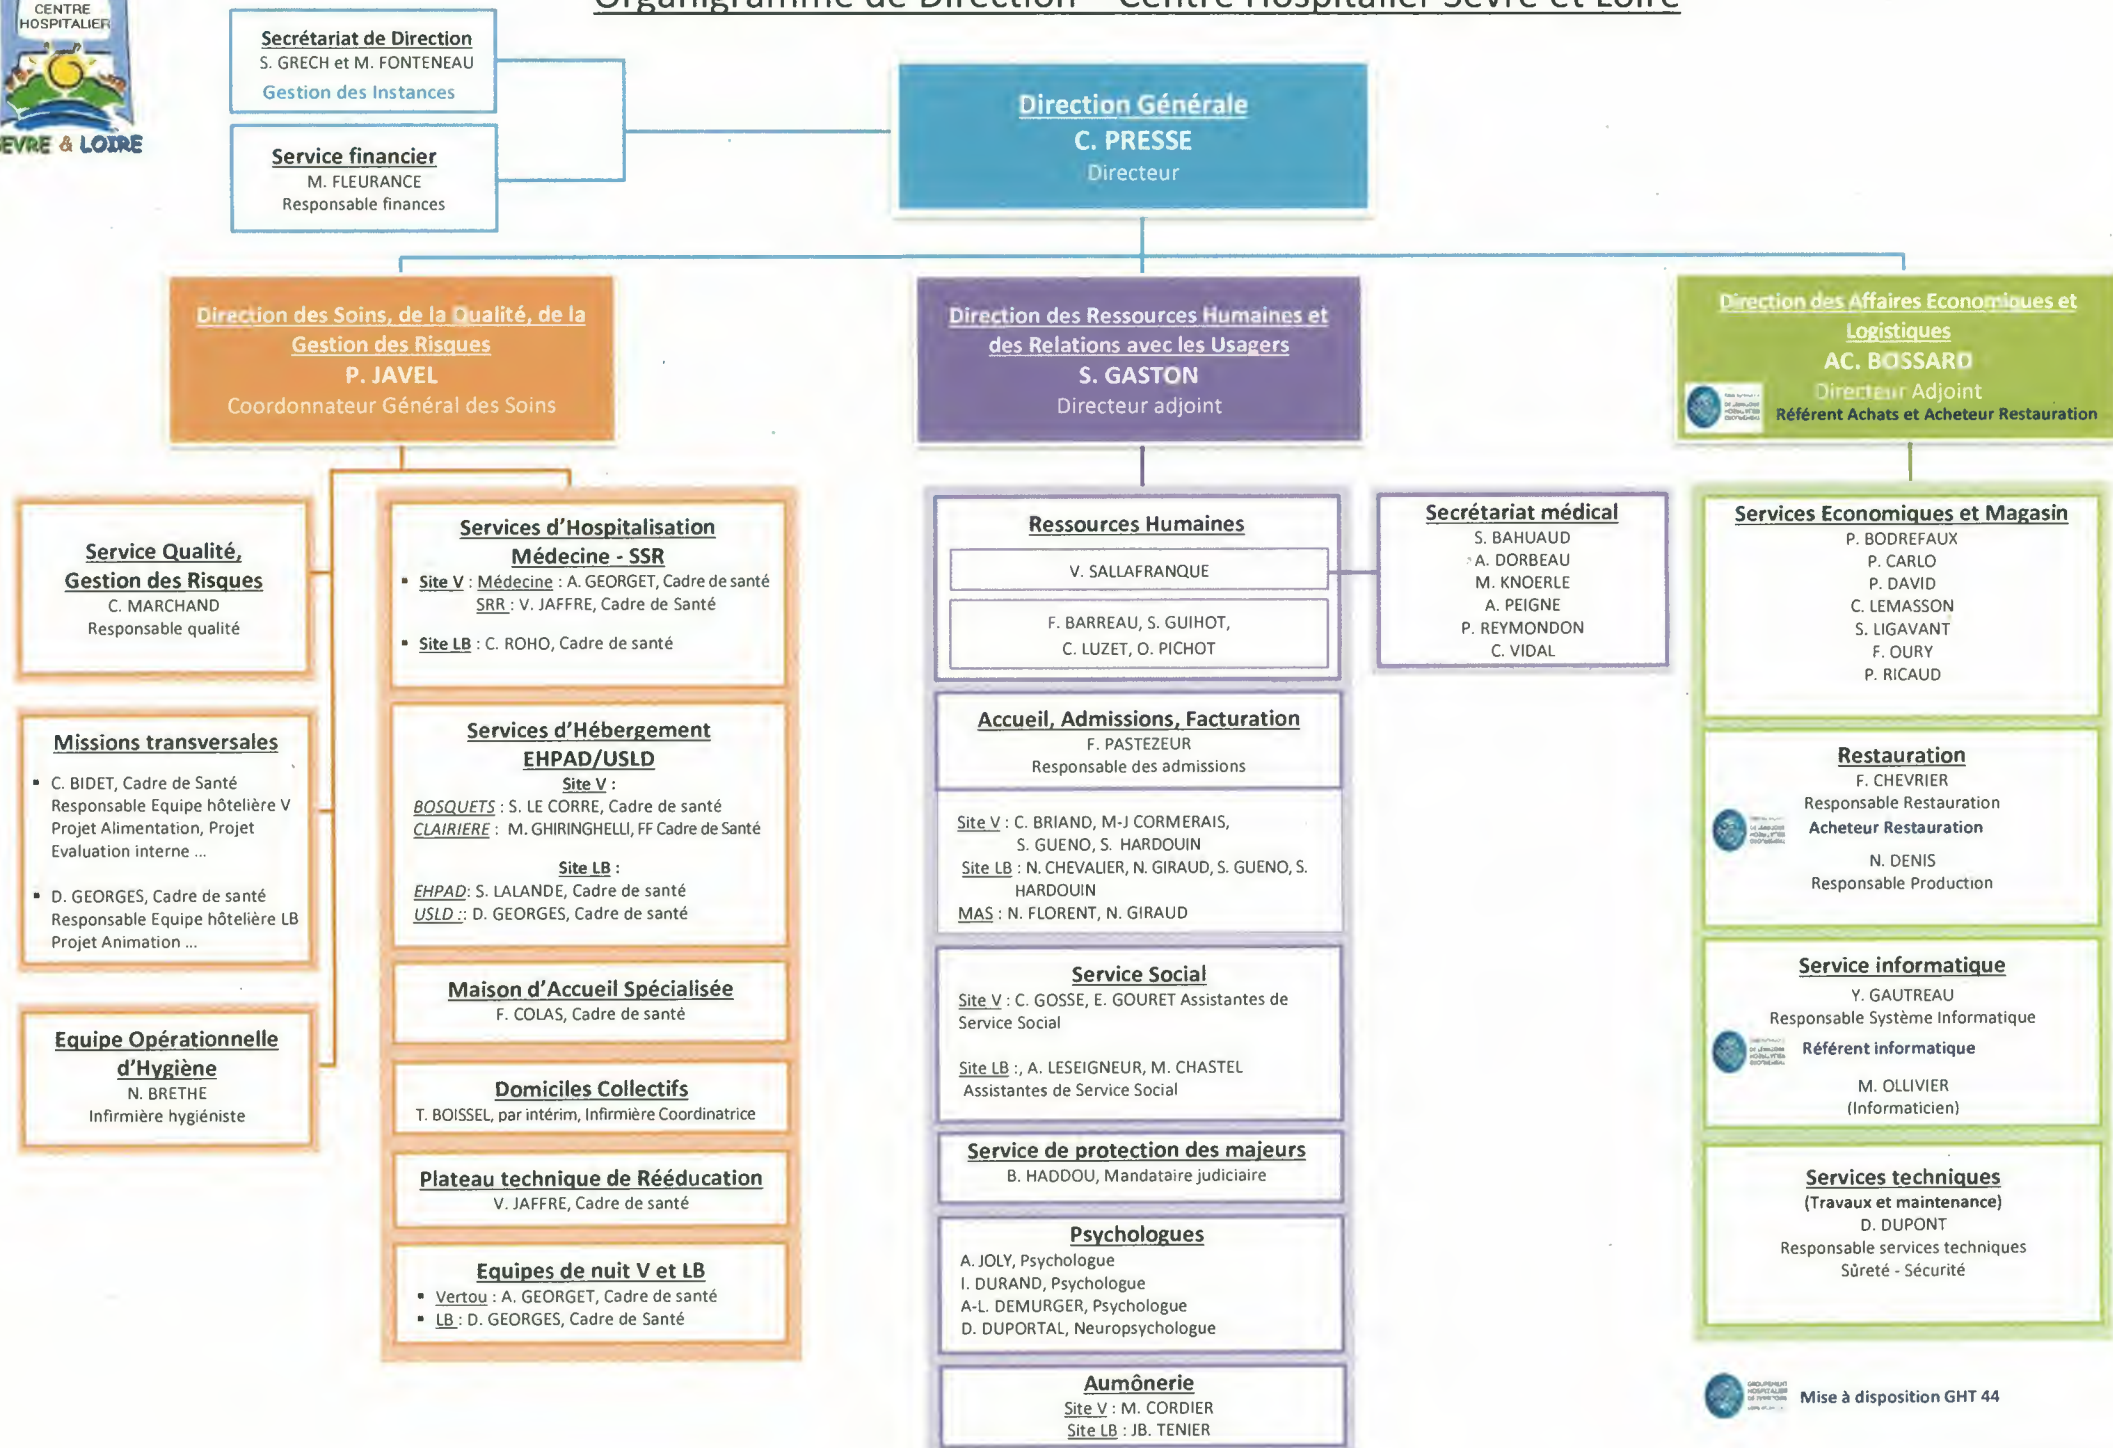 Organigramme de Direction – Centre Hospitalier Sèvre et Loire
CENTRE
HOSPITALIER
SEVRE & LOIRE
Secrétariat de Direction
S. GRECH et M. FONTENEAU
Gestion des Instances
Service financier
M. FLEURANCE
Responsable finances
Direction Générale
C. PRESSE
Directeur
Direction des Soins, de la Qualité, de la
Gestion des Risques
P. JAVEL
Coordonnateur Général des Soins
Direction des Ressources Humaines et
des Relations avec les Usagers
S. GASTON
Directeur adjoint
Direction des Affaires Economiques et
Logistiques
AC. BOSSARD
Directeur Adjoint
Référent Achats et Acheteur Restauration
Service Qualité,
Gestion des Risques
C. MARCHAND
Responsable qualité
Missions transversales
▪ C. BIDET, Cadre de Santé
Responsable Equipe hôtelière V
Projet Alimentation, Projet
Evaluation interne ...
▪ D. GEORGES, Cadre de santé
Responsable Equipe hôtelière LB
Projet Animation ...
Equipe Opérationnelle
d'Hygiène
N. BRETHE
Infirmière hygiéniste
Services d'Hospitalisation
Médecine - SSR
▪ Site V : Médecine : A. GEORGET, Cadre de santé
SRR : V. JAFFRE, Cadre de Santé
▪ Site LB : C. ROHO, Cadre de santé
Services d'Hébergement
EHPAD/USLD
Site V :
BOSQUETS : S. LE CORRE, Cadre de santé
CLAIRIERE : M. GHIRINGHELLI, FF Cadre de Santé
Site LB :
EHPAD: S. LALANDE, Cadre de santé
USLD :: D. GEORGES, Cadre de santé
Maison d'Accueil Spécialisée
F. COLAS, Cadre de santé
Domiciles Collectifs
T. BOISSEL, par intérim, Infirmière Coordinatrice
Plateau technique de Rééducation
V. JAFFRE, Cadre de santé
Equipes de nuit V et LB
▪ Vertou : A. GEORGET, Cadre de santé
▪ LB : D. GEORGES, Cadre de Santé
Ressources Humaines
V. SALLAFRANQUE
F. BARREAU, S. GUIHOT,
C. LUZET, O. PICHOT
Secrétariat médical
S. BAHUAUD
A. DORBEAU
M. KNOERLE
A. PEIGNE
P. REYMONDON
C. VIDAL
Accueil, Admissions, Facturation
F. PASTEZEUR
Responsable des admissions
Site V : C. BRIAND, M-J CORMERAIS,
S. GUENO, S. HARDOUIN
Site LB : N. CHEVALIER, N. GIRAUD, S. GUENO, S.
HARDOUIN
MAS : N. FLORENT, N. GIRAUD
Service Social
Site V : C. GOSSE, E. GOURET Assistantes de
Service Social
Site LB :, A. LESEIGNEUR, M. CHASTEL
Assistantes de Service Social
Service de protection des majeurs
B. HADDOU, Mandataire judiciaire
Psychologues
A. JOLY, Psychologue
I. DURAND, Psychologue
A-L. DEMURGER, Psychologue
D. DUPORTAL, Neuropsychologue
Aumônerie
Site V : M. CORDIER
Site LB : JB. TENIER
Services Economiques et Magasin
P. BODREFAUX
P. CARLO
P. DAVID
C. LEMASSON
S. LIGAVANT
F. OURY
P. RICAUD
Restauration
F. CHEVRIER
Responsable Restauration
Acheteur Restauration
N. DENIS
Responsable Production
Service informatique
Y. GAUTREAU
Responsable Système Informatique
Référent informatique
M. OLLIVIER
(Informaticien)
Services techniques
(Travaux et maintenance)
D. DUPONT
Responsable services techniques
Sûreté - Sécurité
GROUPEMENT
HOSPITALIER
DE TERRITOIRE
Mise à disposition GHT 44